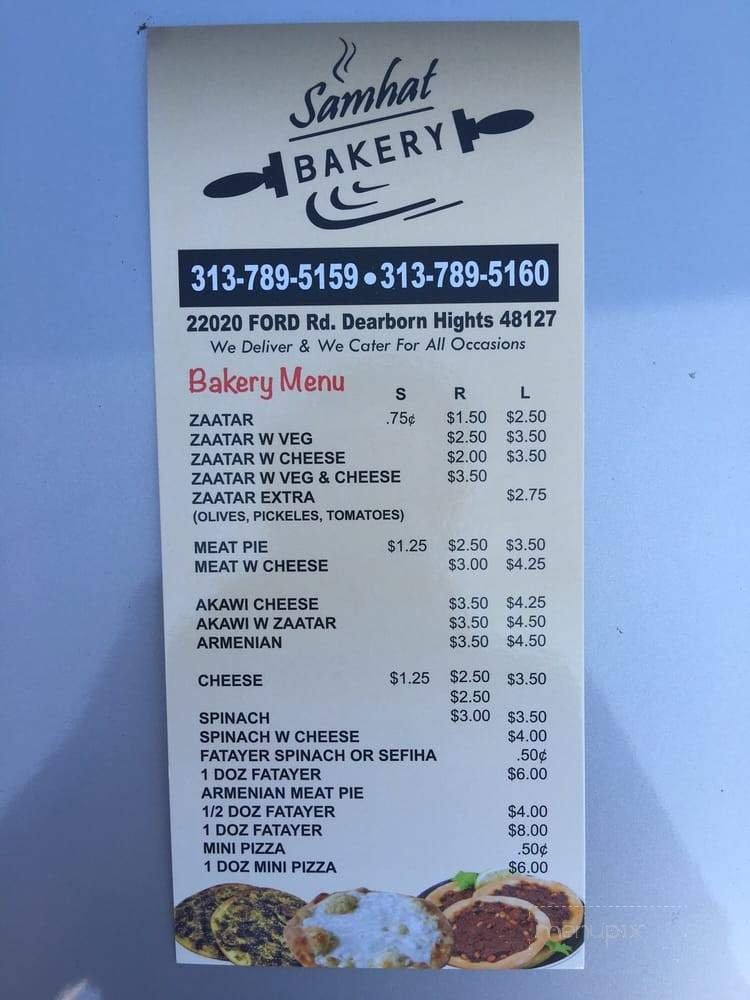 Samhat
BAKERY
313-789-5159 • 313-789-5160
22020 FORD Rd. Dearborn Hights 48127
We Deliver & We Cater For All Occasions
Bakery Menu S R L
ZAATAR .75¢ $1.50 $2.50
ZAATAR W VEG $2.50 $3.50
ZAATAR W CHEESE $2.00 $3.50
ZAATAR W VEG & CHEESE $3.50
ZAATAR EXTRA $2.75
(OLIVES, PICKELES, TOMATOES)
MEAT PIE $1.25 $2.50 $3.50
MEAT W CHEESE $3.00 $4.25
AKAWI CHEESE $3.50 $4.25
AKAWI W ZAATAR $3.50 $4.50
ARMENIAN $3.50 $4.50
CHEESE $1.25 $2.50 $3.50
$2.50
SPINACH $3.00 $3.50
SPINACH W CHEESE $4.00
FATAYER SPINACH OR SEFIHA .50¢
1 DOZ FATAYER $6.00
ARMENIAN MEAT PIE
1/2 DOZ FATAYER $4.00
1 DOZ FATAYER $8.00
MINI PIZZA .50¢
1 DOZ MINI PIZZA $6.00
menupix